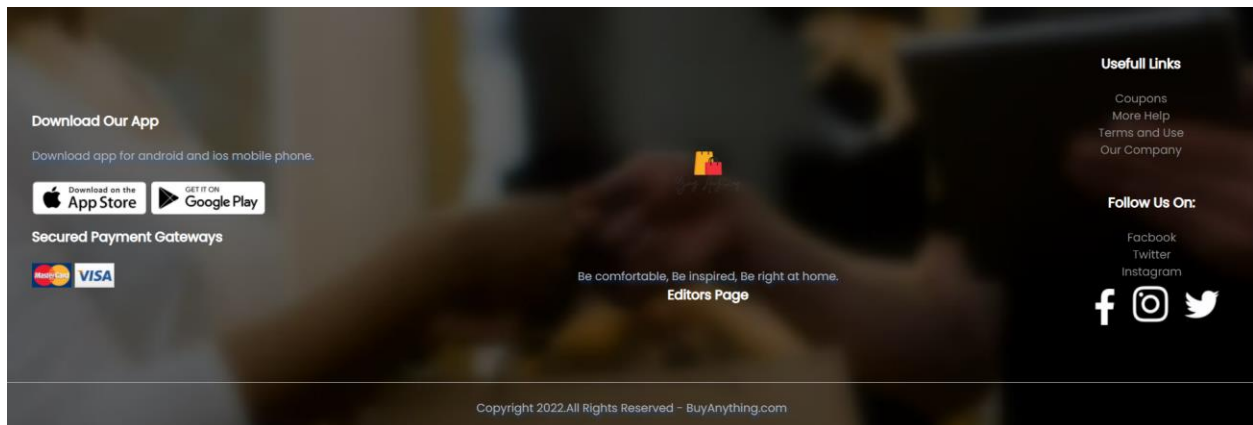 Download Our App
Download app for android and ios mobile phone.
Download on the
App Store
GET IT ON
Google Play
Secured Payment Gateways
MasterCard
VISA
Be comfortable, Be inspired, Be right at home.
Editors Page
Usefull Links
Coupons
More Help
Terms and Use
Our Company
Follow Us On:
Facbook
Twitter
Instagram
Copyright 2022.All Rights Reserved - BuyAnything.com